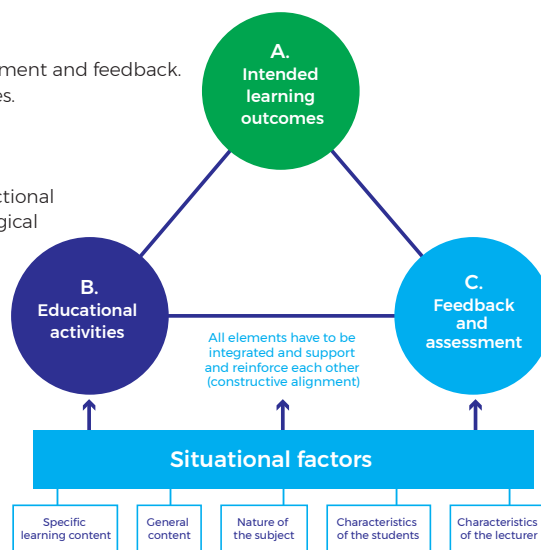 ment and feedback.
es.
ctional
gical
A.
Intended
learning
outcomes
B.
Educational
activities
C.
Feedback
and
assessment
All elements have to be
integrated and support
and reinforce each other
(constructive alignment)
Situational factors
Specific
learning content
General
content
Nature of
the subject
Characteristics
of the students
Characteristics
of the lecturer